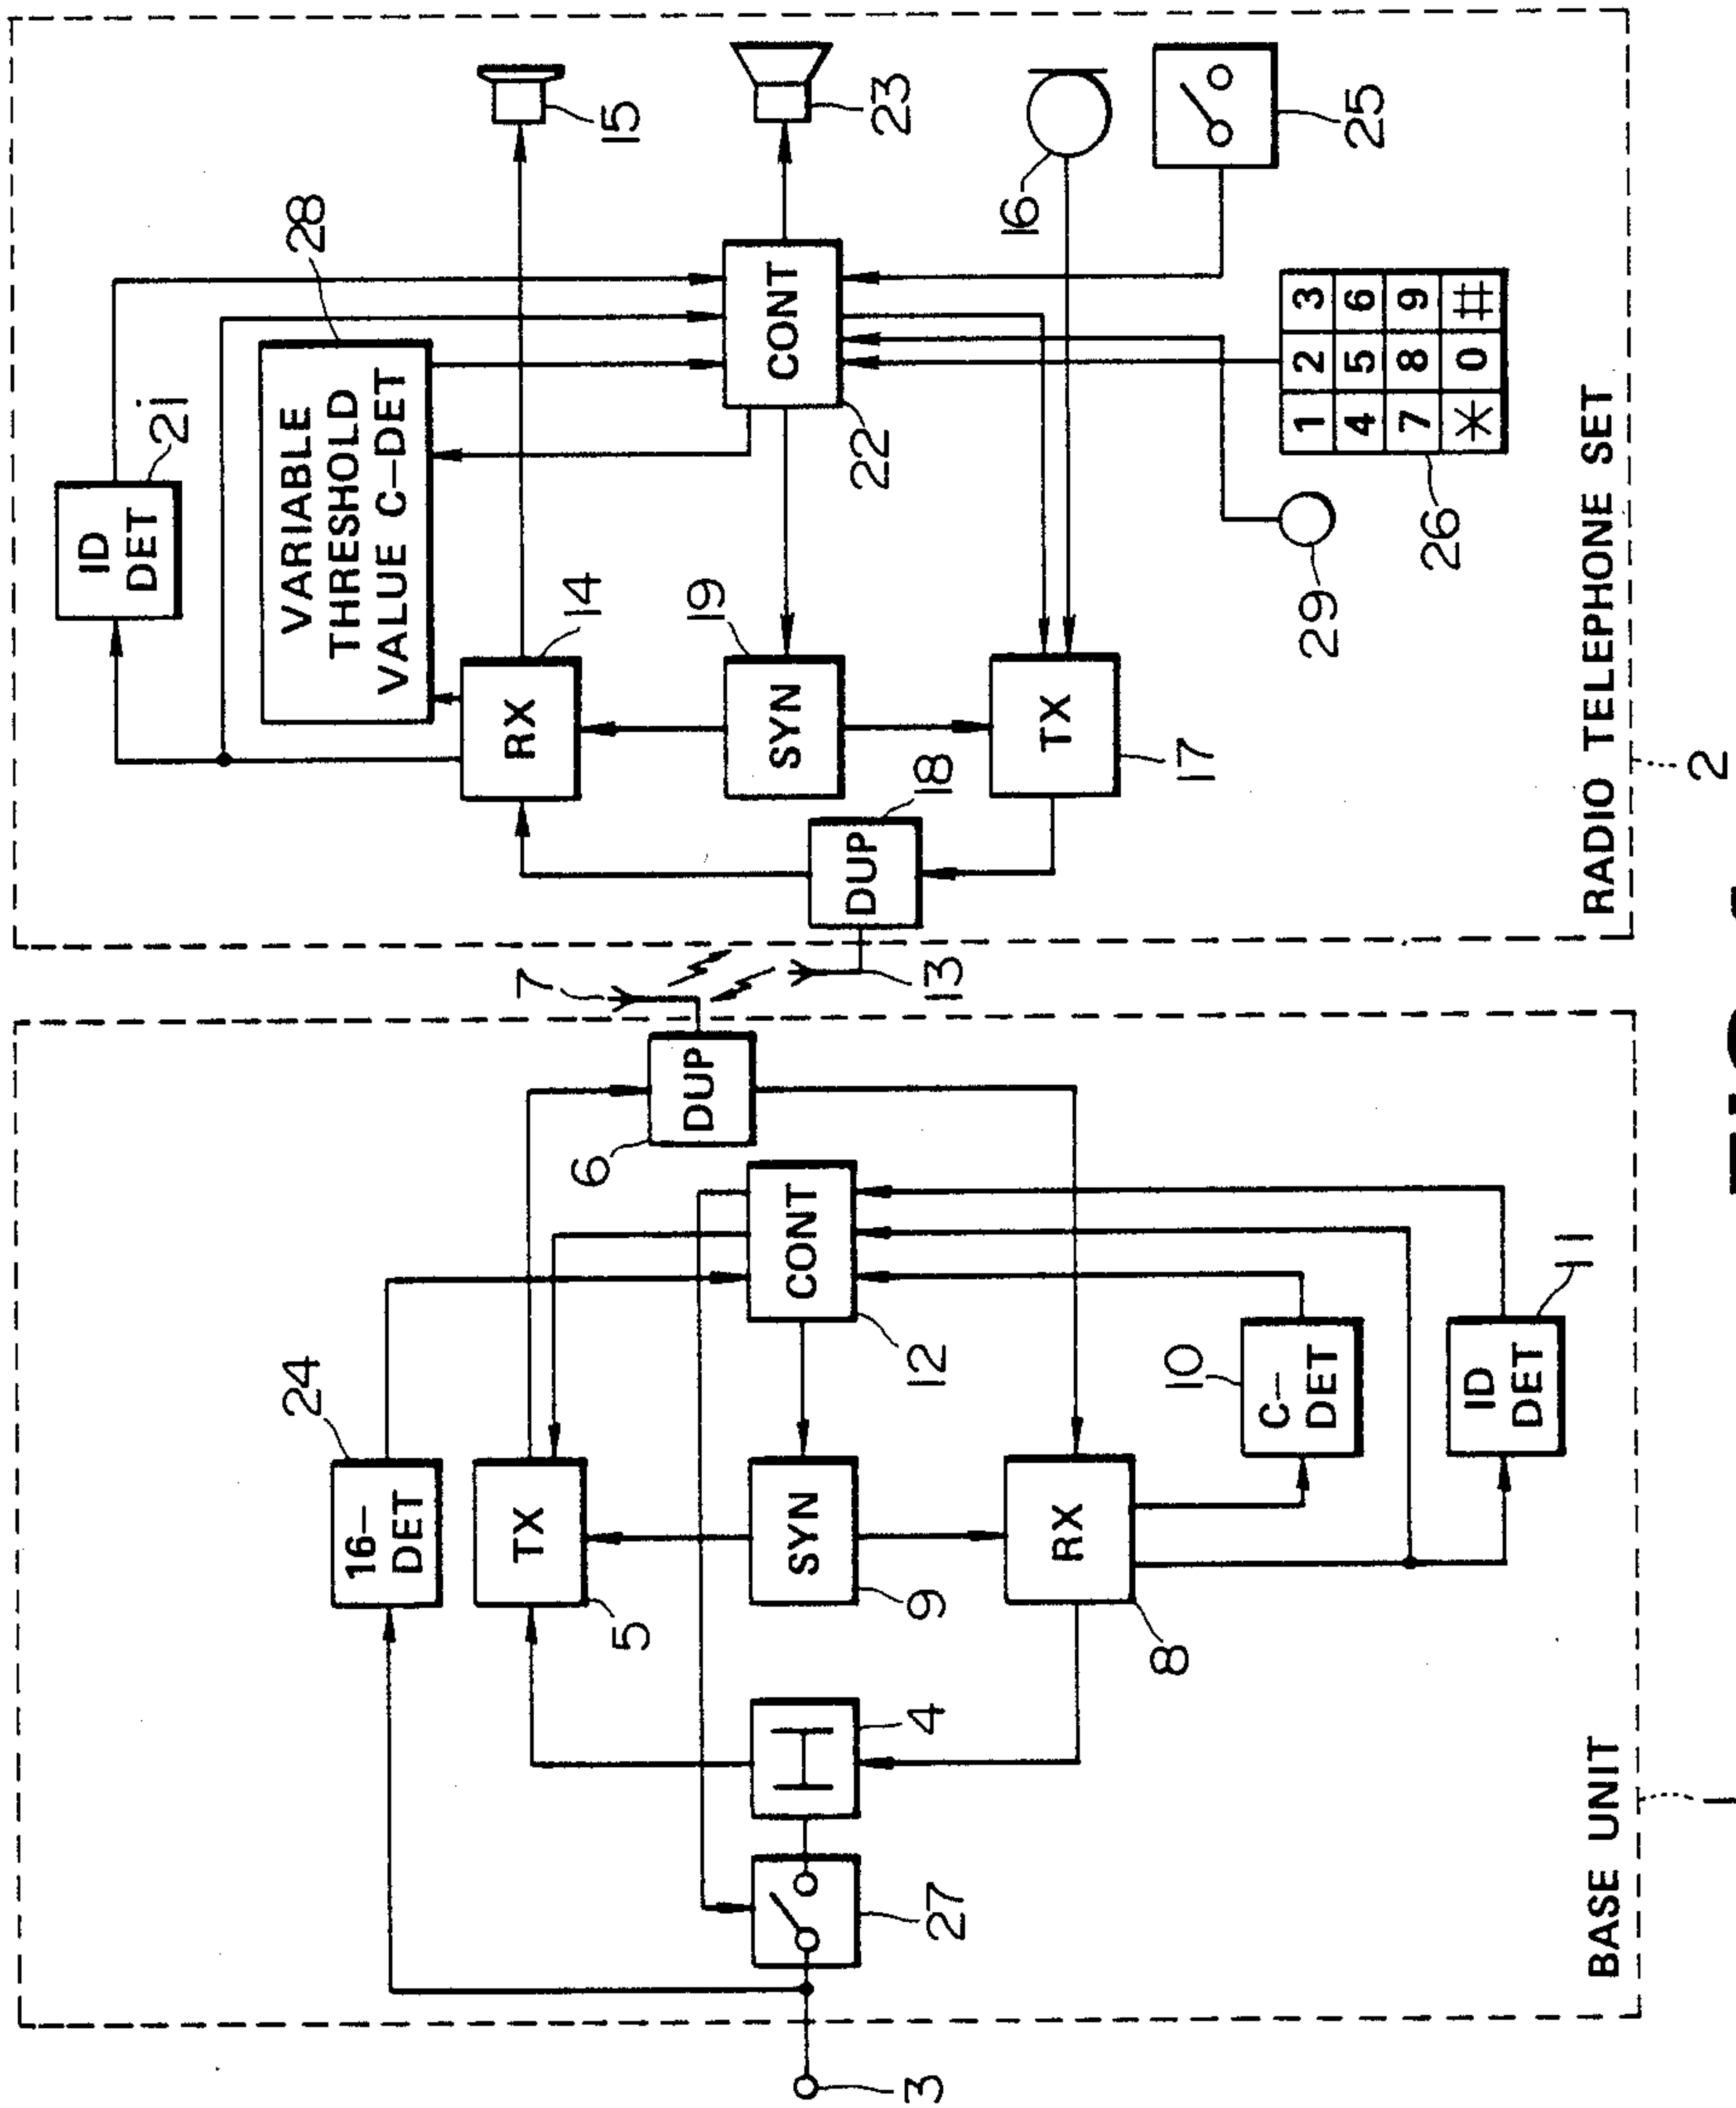 BASE UNIT
1
3
27
4
16-
DET
24
TX
5
SYN
9
RX
8
CONT
12
C-
DET
10
ID
DET
11
DUP
6
7
RADIO TELEPHONE SET
2
13
DUP
18
ID
DET
21
VARIABLE
THRESHOLD
VALUE C-DET
28
RX
14
SYN
19
TX
17
CONT
22
15
23
16
25
1 2 3
4 5 6
7 8 9
* 0 #
26
29